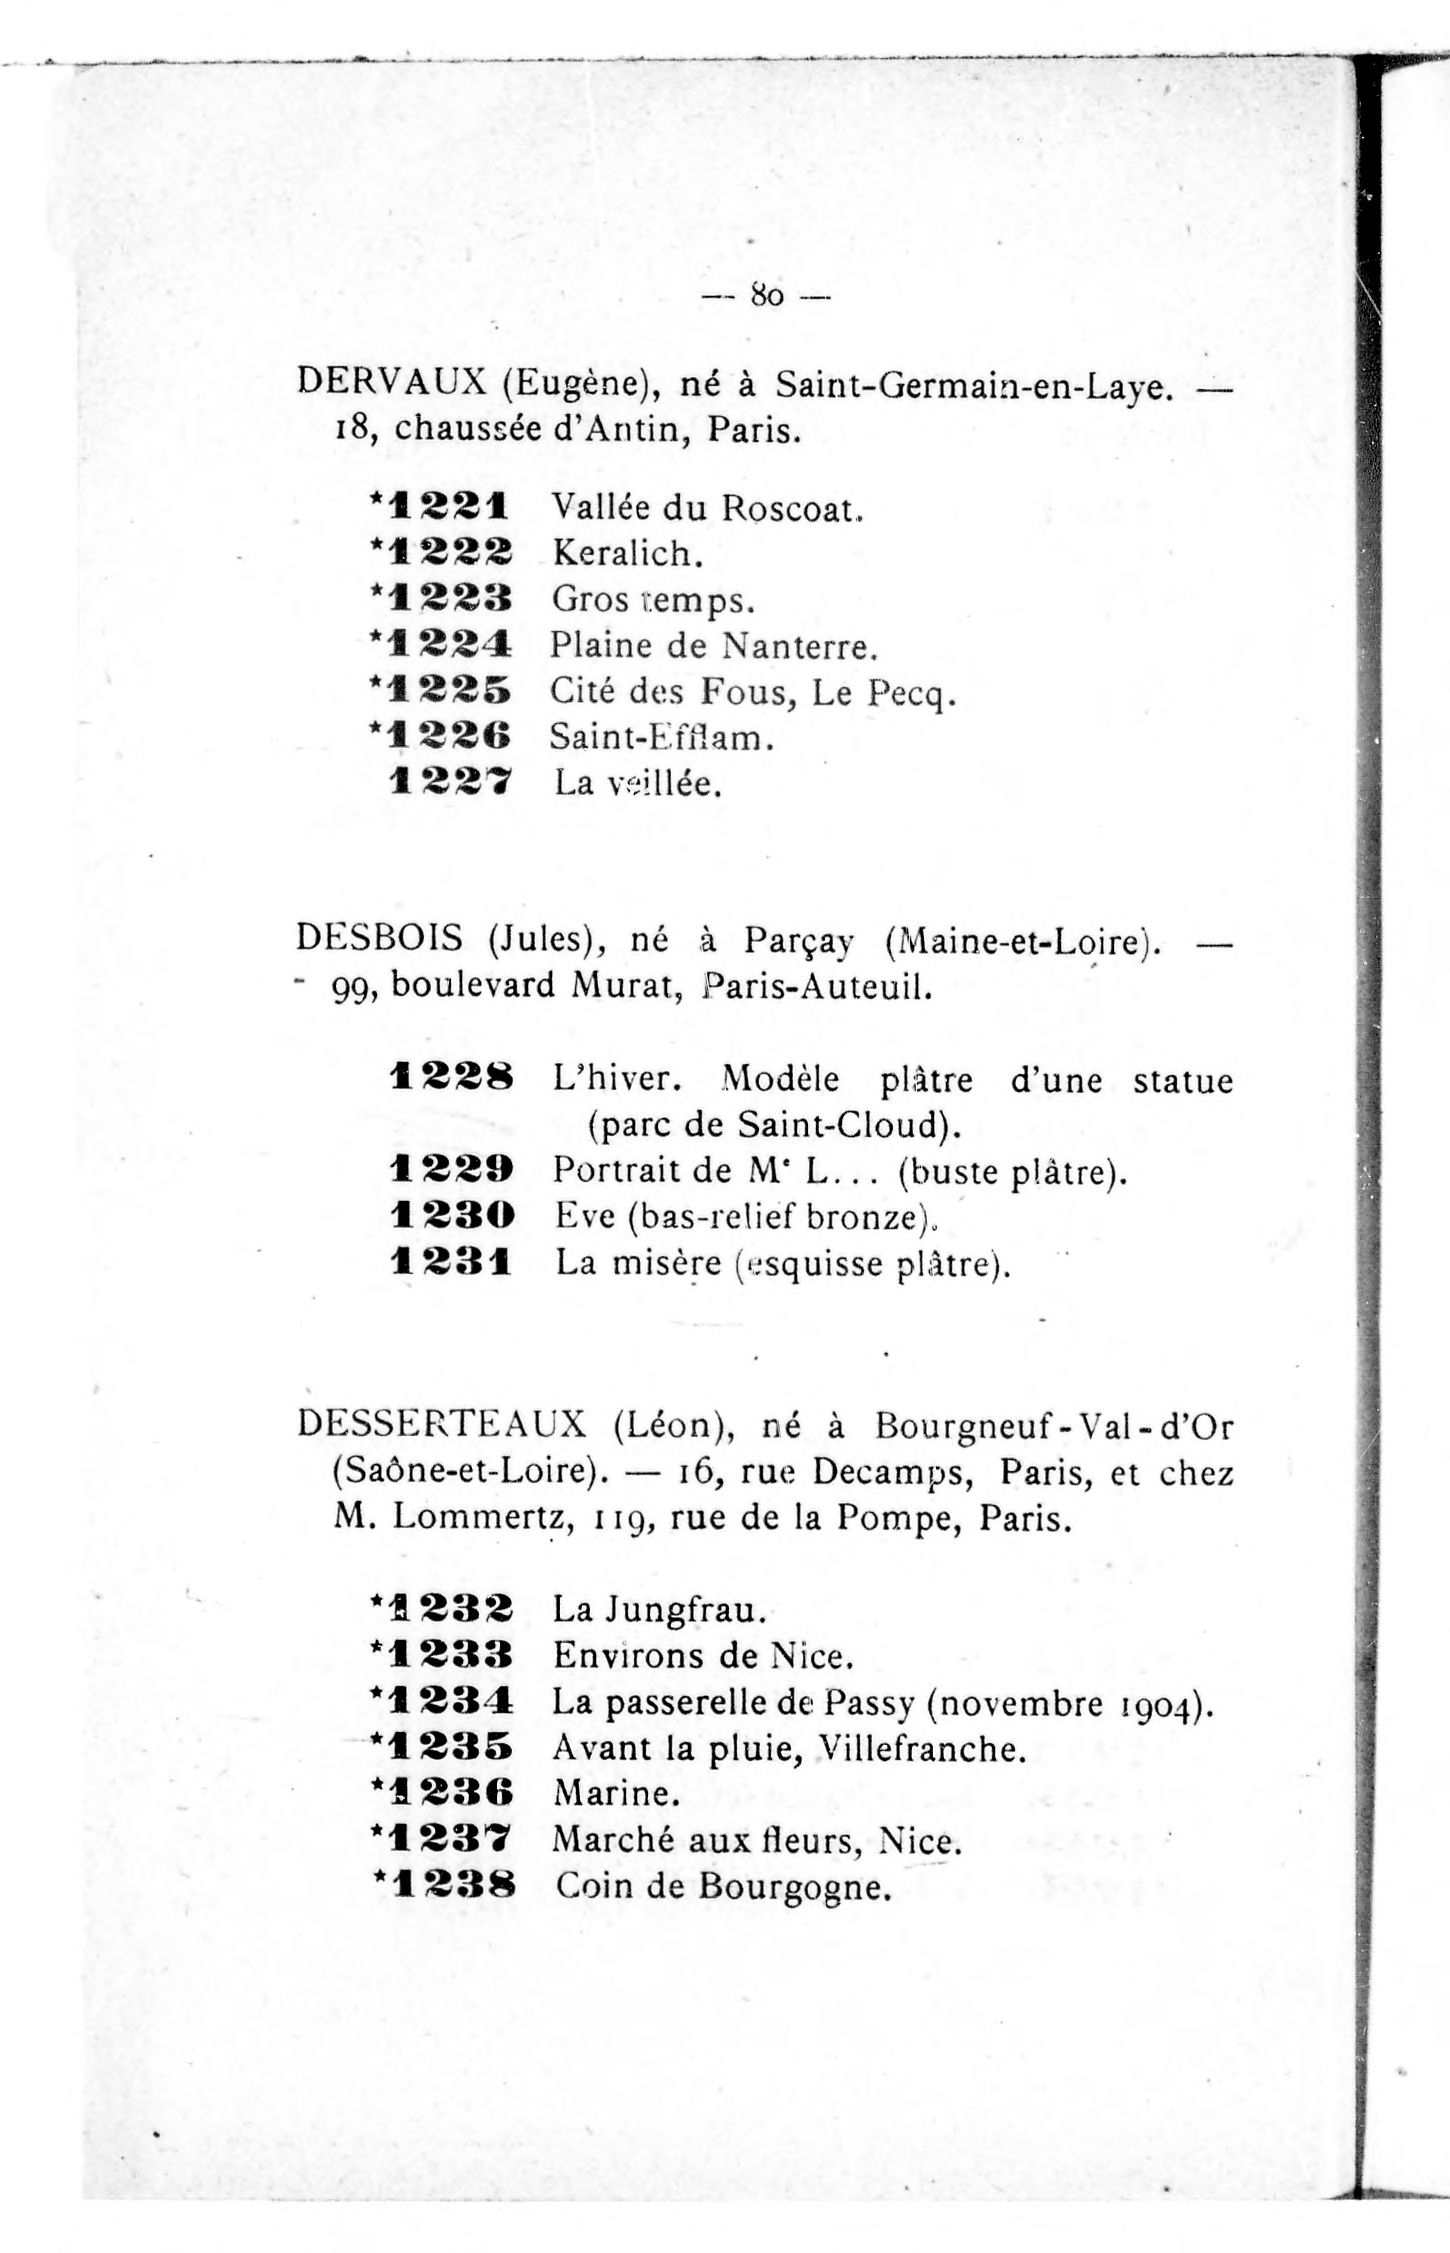 — 80 —
DERVAUX (Eugène), né à Saint-Germain-en-Laye. —
18, chaussée d'Antin, Paris.
*1221 Vallée du Roscoat.
*1222 Keralich.
*1223 Gros temps.
*1224 Plaine de Nanterre.
*1225 Cité des Fous, Le Pecq.
*1226 Saint-Efflam.
1227 La veillée.
DESBOIS (Jules), né à Parçay (Maine-et-Loire). —
99, boulevard Murat, Paris-Auteuil.
1228 L'hiver. Modèle plâtre d'une statue
(parc de Saint-Cloud).
1229 Portrait de Me L... (buste plâtre).
1230 Eve (bas-relief bronze).
1231 La misère (esquisse plâtre).
DESSERTEAUX (Léon), né à Bourgneuf-Val-d'Or
(Saône-et-Loire). — 16, rue Decamps, Paris, et chez
M. Lommertz, 119, rue de la Pompe, Paris.
*1232 La Jungfrau.
*1233 Environs de Nice.
*1234 La passerelle de Passy (novembre 1904).
*1235 Avant la pluie, Villefranche.
*1236 Marine.
*1237 Marché aux fleurs, Nice.
*1238 Coin de Bourgogne.